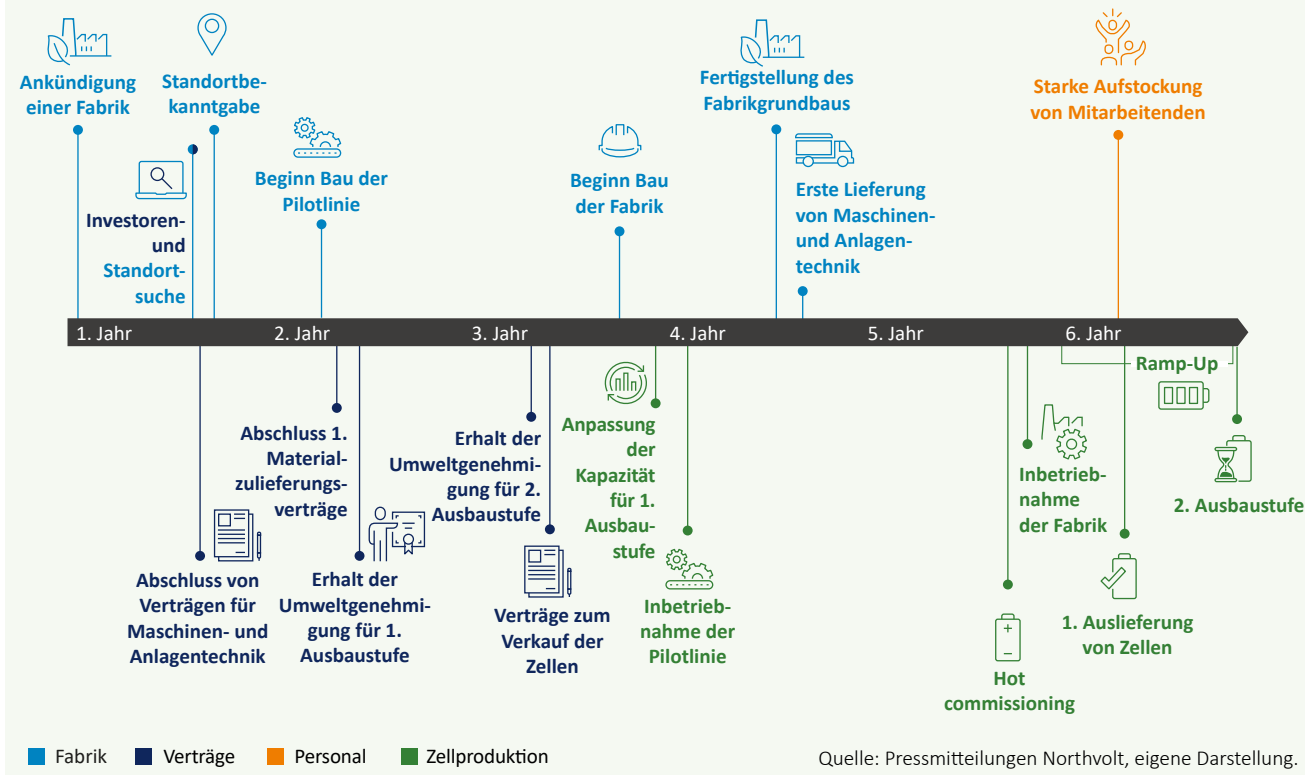 Ankündigung
einer Fabrik
Standortbe-
kanntgabe
Investoren-
und
Standort-
suche
Beginn Bau der
Pilotlinie
Beginn Bau
der Fabrik
Fertigstellung des
Fabrikgrundbaus
Erste Lieferung
von Maschinen-
und Anlagen-
technik
Starke Aufstockung
von Mitarbeitenden
1. Jahr
2. Jahr
3. Jahr
4. Jahr
5. Jahr
6. Jahr
Abschluss von
Verträgen für
Maschinen- und
Anlagentechnik
Abschluss 1.
Material-
zulieferungs-
verträge
Erhalt der
Umweltgenehmi-
gung für 1.
Ausbaustufe
Erhalt der
Umweltgenehmi-
gung für 2.
Ausbaustufe
Verträge zum
Verkauf der
Zellen
Anpassung
der
Kapazität
für 1.
Ausbau-
stufe
Inbetrieb-
nahme der
Pilotlinie
Hot
commissioning
Inbetrieb-
nahme
der Fabrik
Ramp-Up
1. Auslieferung
von Zellen
2. Ausbaustufe
Fabrik
Verträge
Personal
Zellproduktion
Quelle: Pressmitteilungen Northvolt, eigene Darstellung.